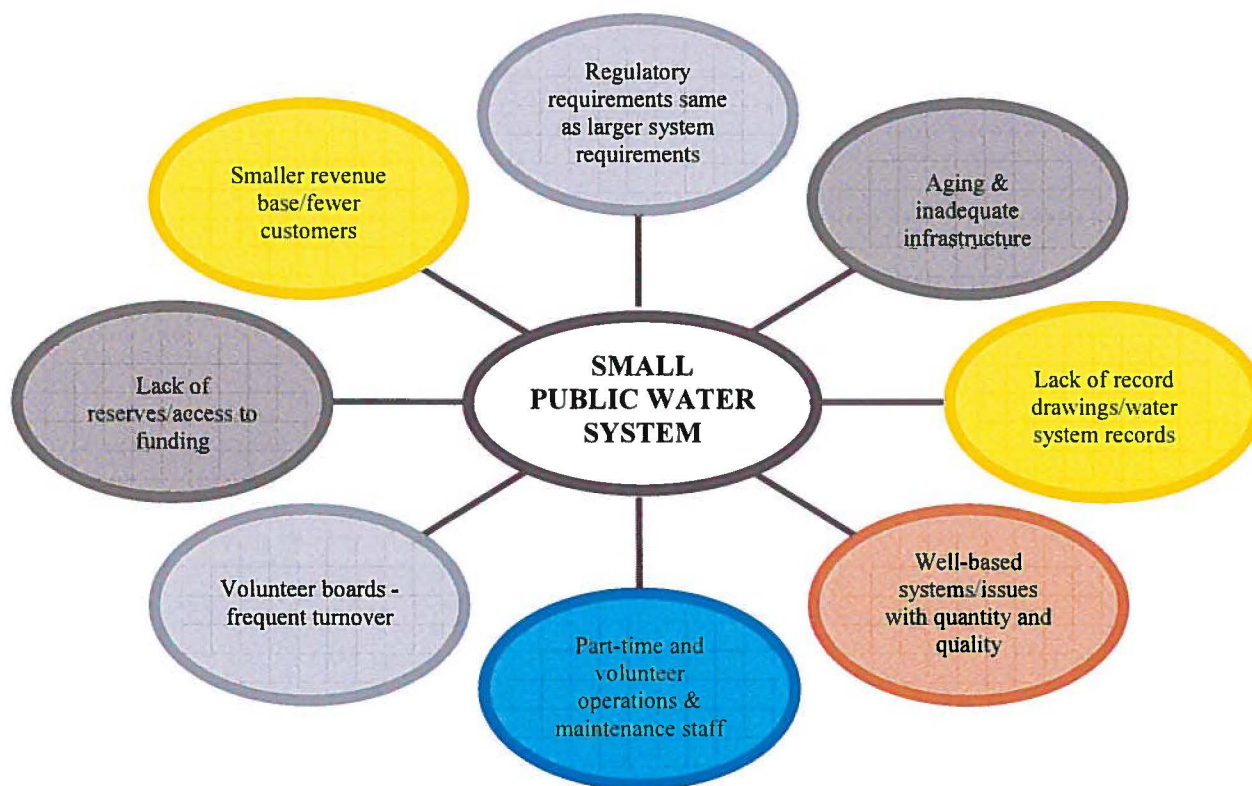 Regulatory
requirements same
as larger system
requirements
Smaller revenue
base/fewer
customers
Aging &
inadequate
infrastructure
Lack of
reserves/access to
funding
SMALL
PUBLIC WATER
SYSTEM
Lack of record
drawings/water
system records
Volunteer boards -
frequent turnover
Well-based
systems/issues
with quantity and
quality
Part-time and
volunteer
operations &
maintenance staff